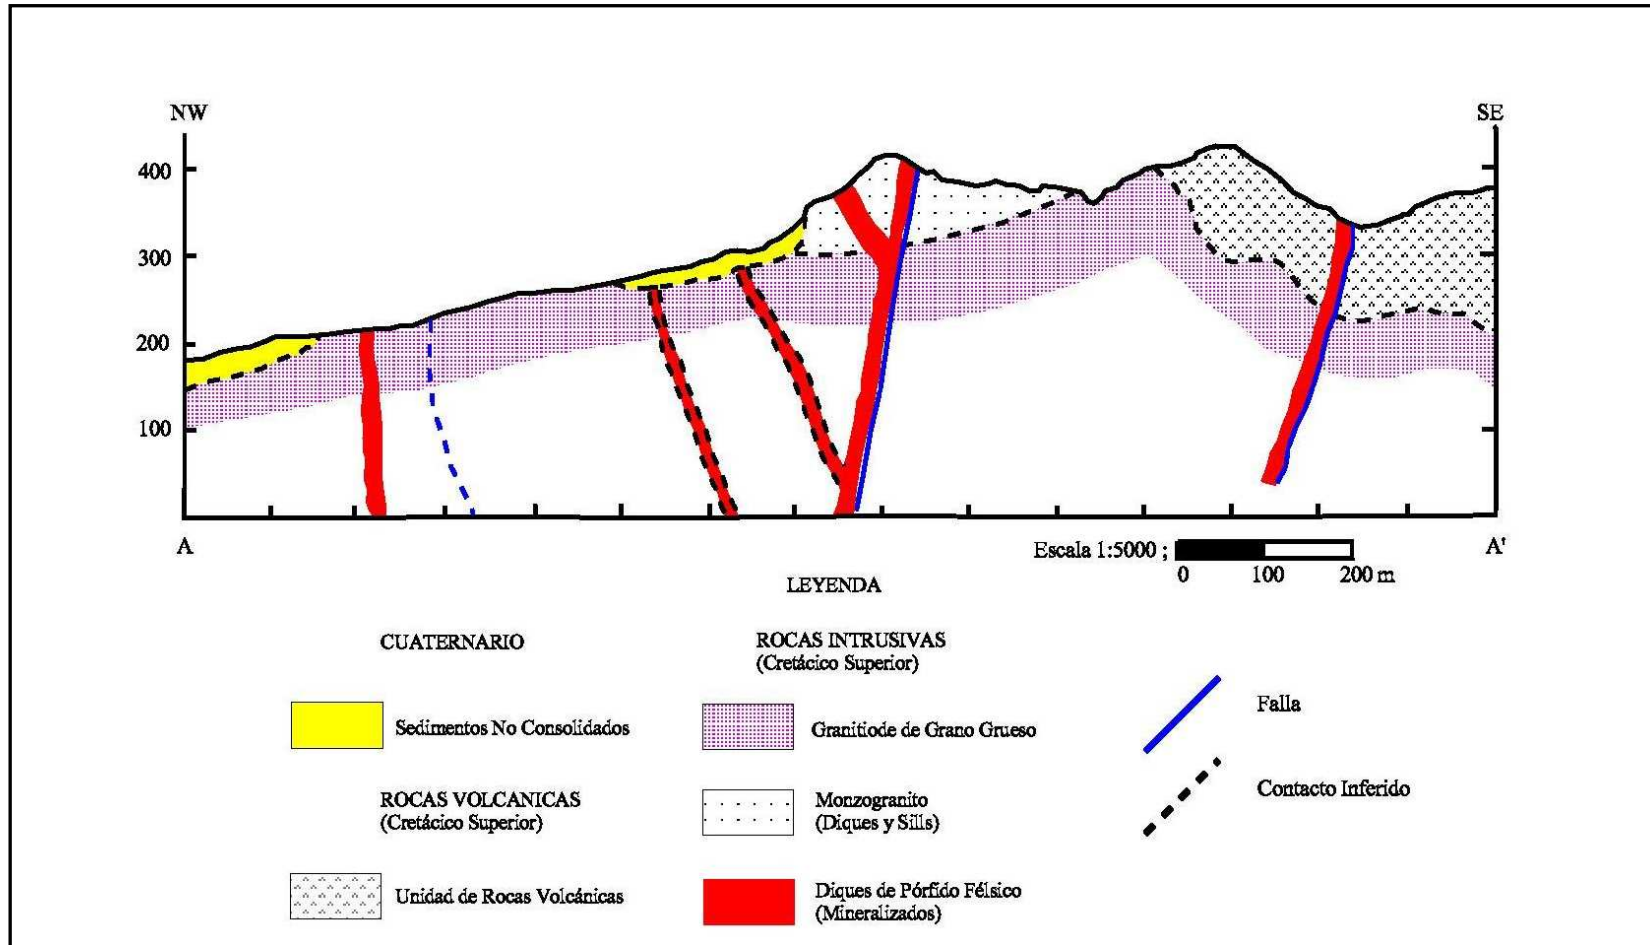 NW
SE
400
300
200
100
A
A'
Escala 1:5000 ;
0
100
200 m
LEYENDA
CUATERNARIO
Sedimentos No Consolidados
ROCAS VOLCANICAS
(Cretácico Superior)
Unidad de Rocas Volcánicas
ROCAS INTRUSIVAS
(Cretácico Superior)
Granitiode de Grano Grueso
Monzogranito
(Diques y Sills)
Diques de Pórfido Félsico
(Mineralizados)
Falla
Contacto Inferido